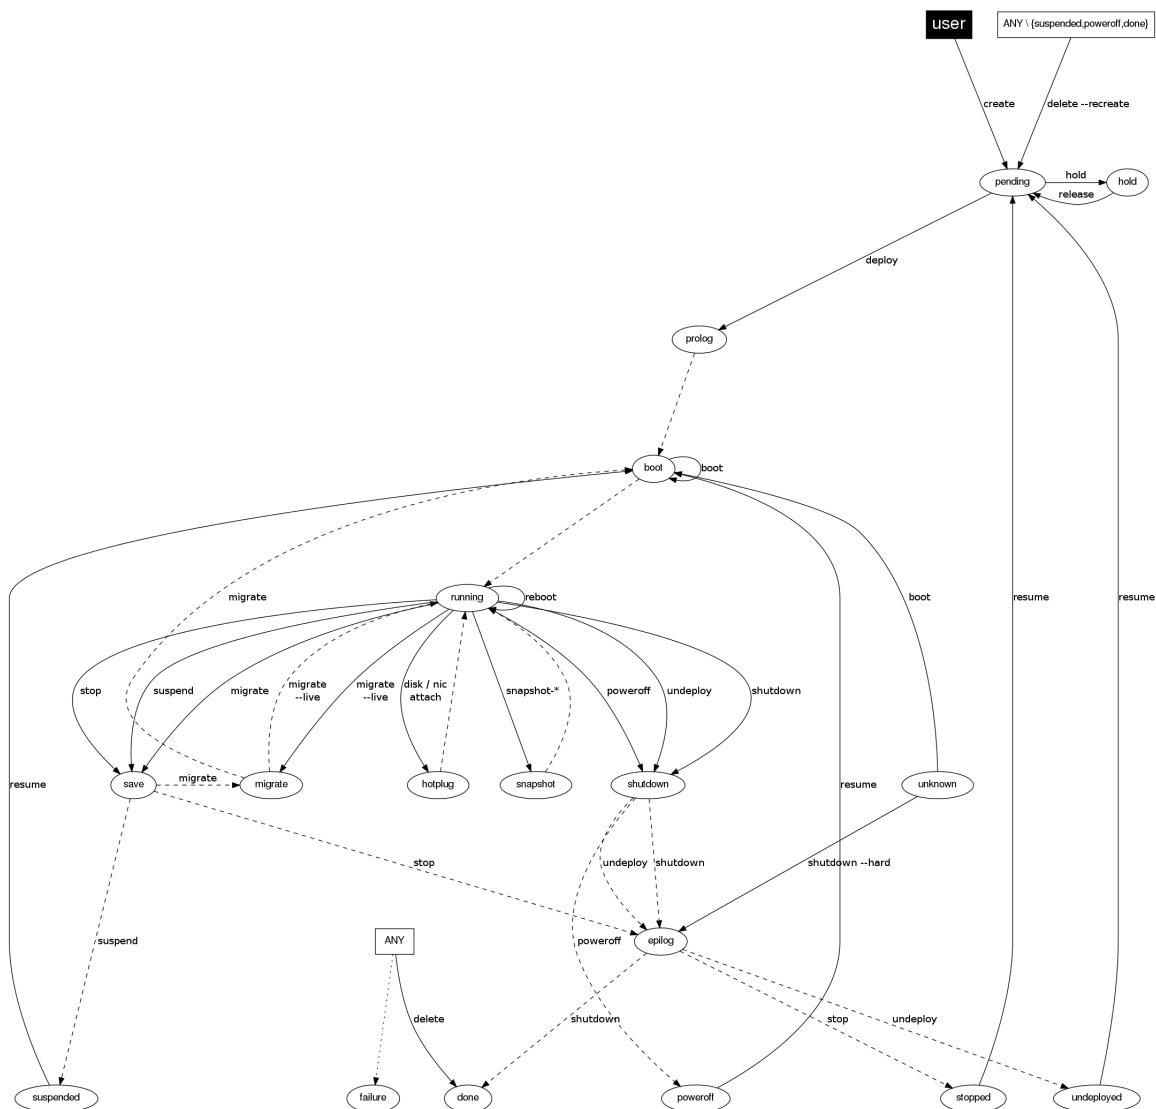 user
ANY \ {suspended,poweroff,done}
create
delete --recreate
pending
hold
hold
release
deploy
prolog
boot
boot
migrate
running
reboot
boot
resume
resume
stop
suspend
migrate
migrate
--live
migrate
--live
disk / nic
attach
snapshot-*
poweroff
undeploy
shutdown
resume
save
migrate
migrate
hotplug
snapshot
shutdown
resume
unknown
stop
undeploy
shutdown
shutdown --hard
suspend
ANY
poweroff
epilog
delete
shutdown
stop
undeploy
suspended
failure
done
poweroff
stopped
undeployed